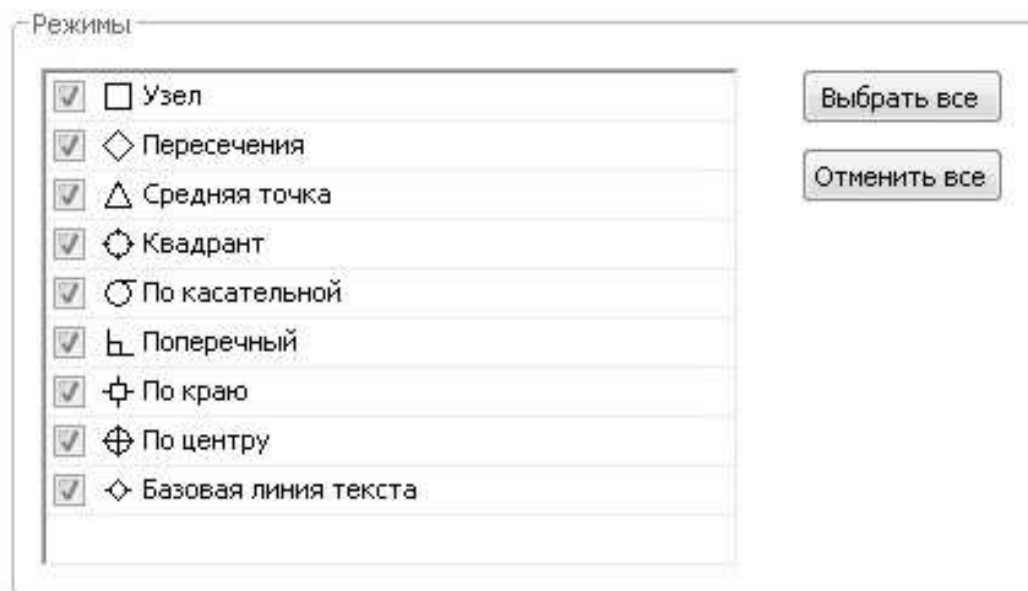 Режимы
Узел
Пересечения
Средняя точка
Квадрант
По касательной
Поперечный
По краю
По центру
Базовая линия текста
Выбрать все
Отменить все